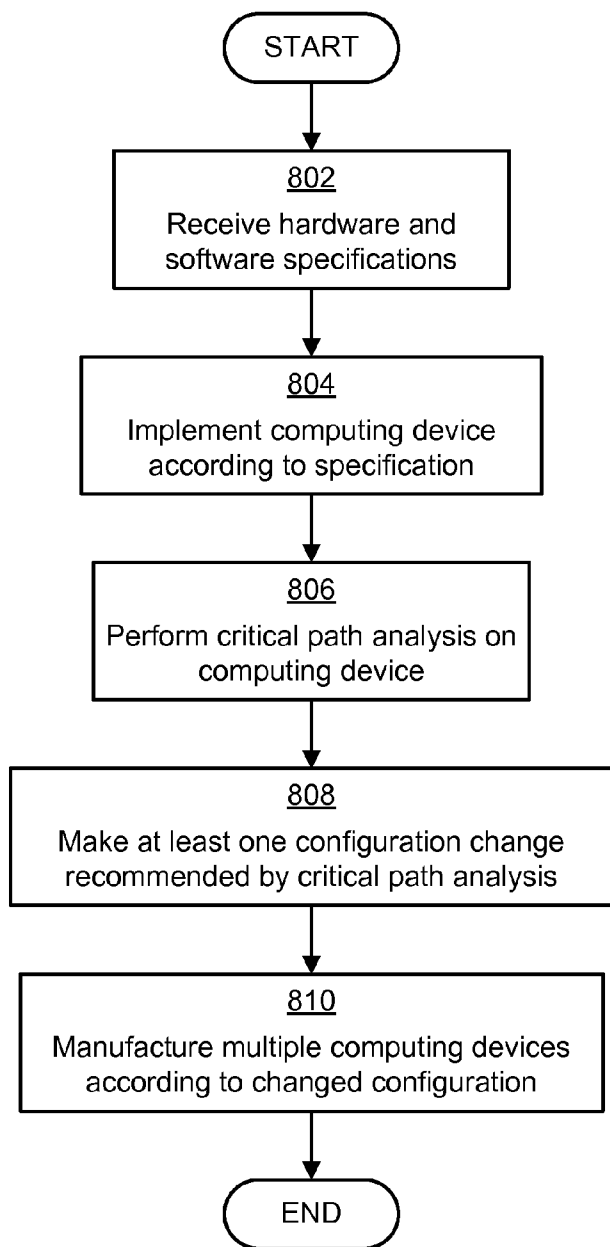 START
802
Receive hardware and
software specifications
804
Implement computing device
according to specification
806
Perform critical path analysis on
computing device
808
Make at least one configuration change
recommended by critical path analysis
810
Manufacture multiple computing devices
according to changed configuration
END